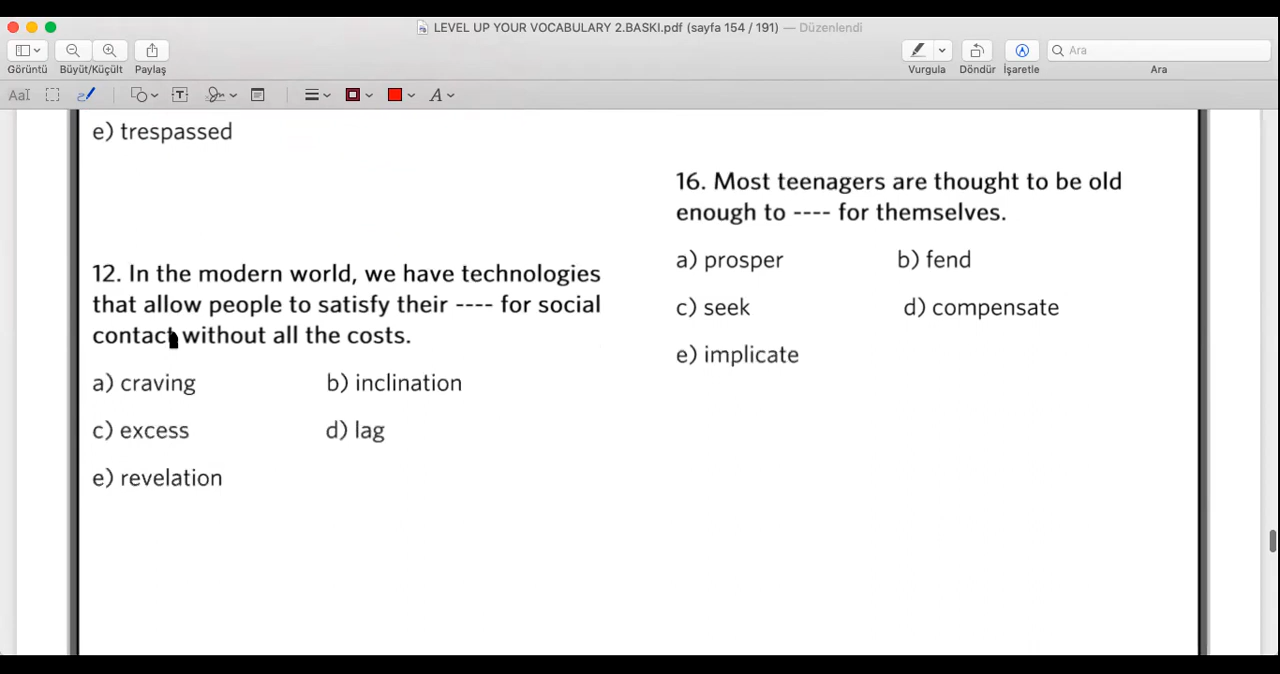 LEVEL UP YOUR VOCABULARY 2.BASKI.pdf (sayfa 154 / 191) — Düzenlendi
Görüntü Büyüt/Küçült Paylaş Vurgula Döndür İşaretle Ara
Ara
e) trespassed
12. In the modern world, we have technologies
that allow people to satisfy their ---- for social
contact without all the costs.
a) craving b) inclination
c) excess d) lag
e) revelation
16. Most teenagers are thought to be old
enough to ---- for themselves.
a) prosper b) fend
c) seek d) compensate
e) implicate